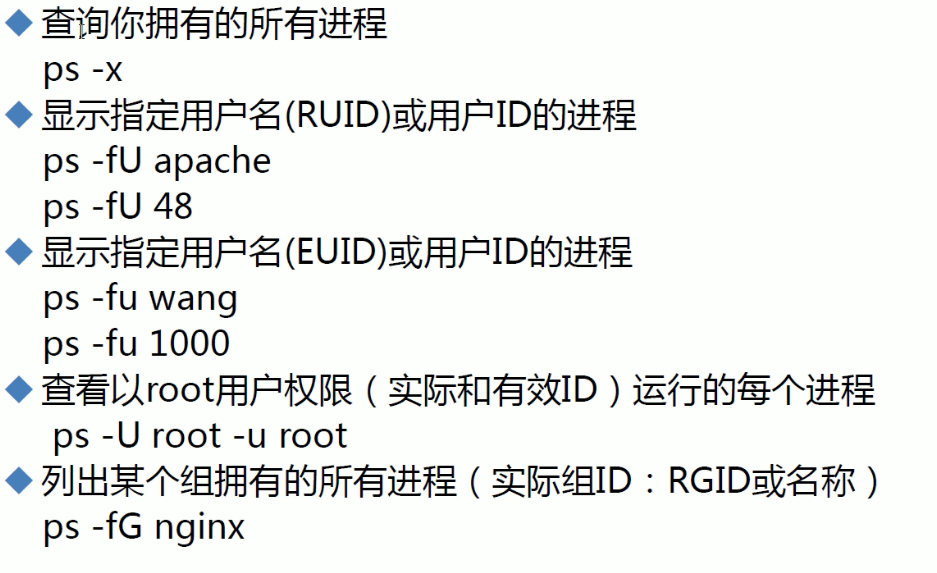 查询你拥有的所有进程
ps -x
显示指定用户名(RUID)或用户ID的进程
ps -fU apache
ps -fU 48
显示指定用户名(EUID)或用户ID的进程
ps -fu wang
ps -fu 1000
查看以root用户权限（实际和有效ID）运行的每个进程
ps -U root -u root
列出某个组拥有的所有进程（实际组ID：RGID或名称）
ps -fG nginx